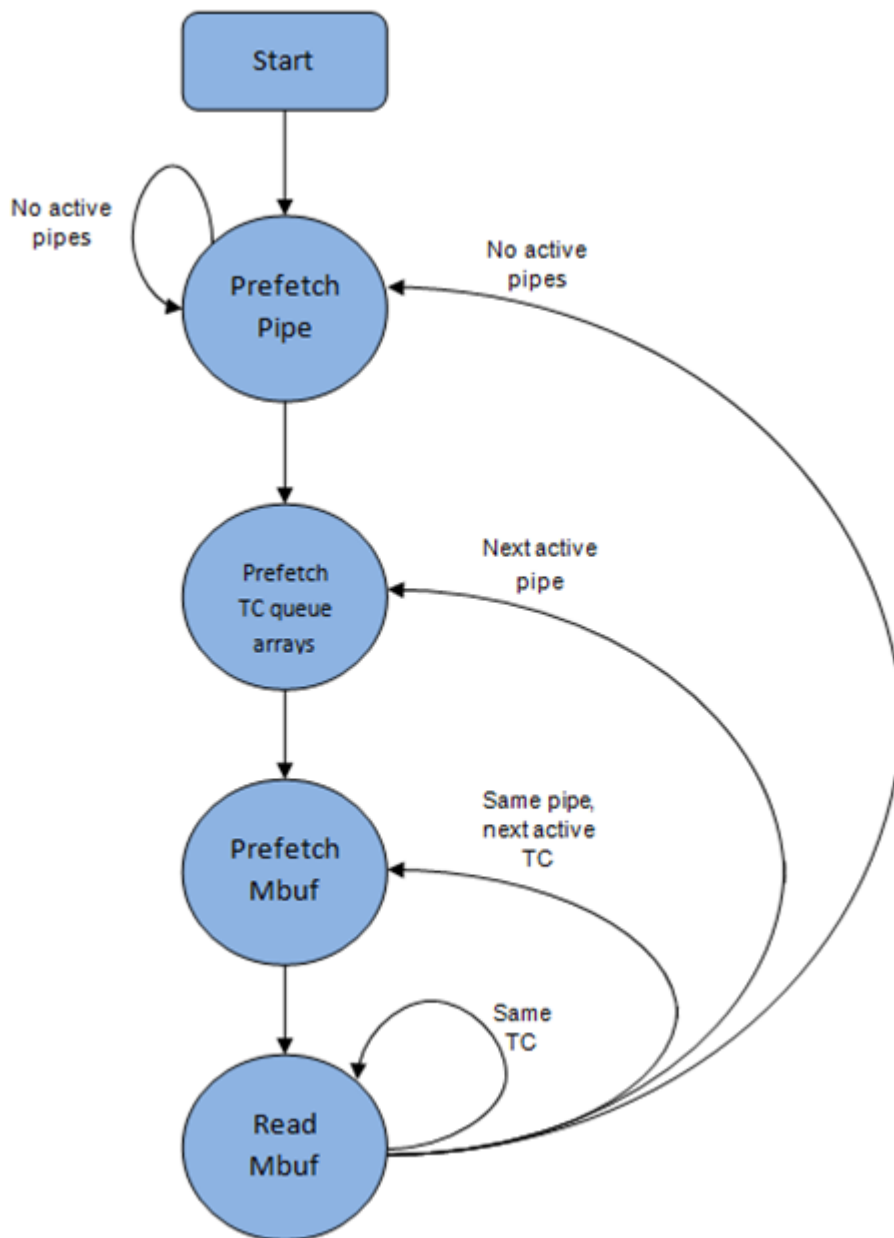 Start
No active
pipes
No active
pipes
Prefetch
Pipe
Next active
pipe
Prefetch
TC queue
arrays
Same pipe,
next active
TC
Prefetch
Mbuf
Same
TC
Read
Mbuf